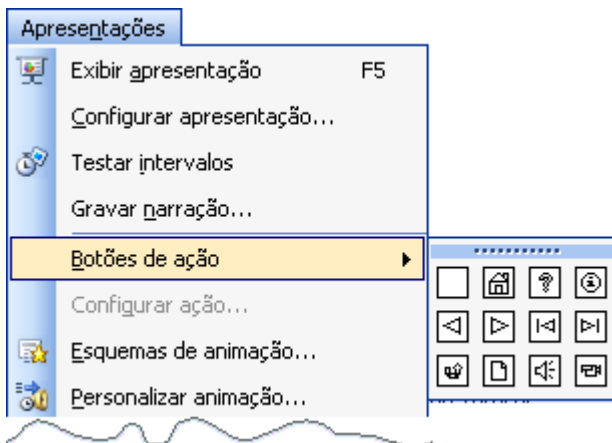 Apresentações
Exibir apresentação F5
Configurar apresentação...
Testar intervalos
Gravar narração...
Botões de ação
Configurar ação...
Esquemas de animação...
Personalizar animação...